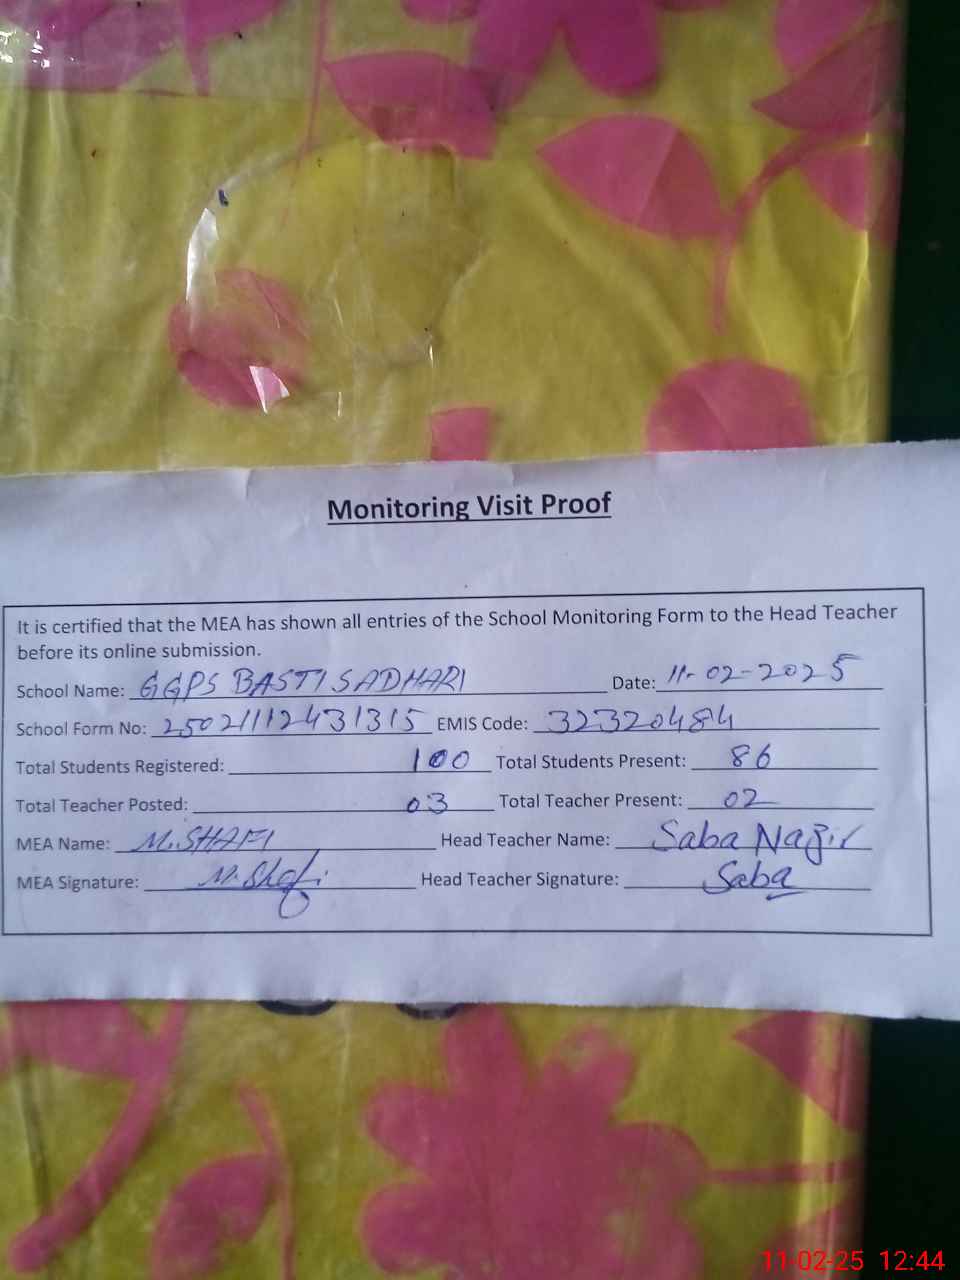 Monitoring Visit Proof
It is certified that the MEA has shown all entries of the School Monitoring Form to the Head Teacher
before its online submission.
School Name: GGPS BASTI SADHARI Date: 11-02-2025
School Form No: 25021112431315 EMIS Code: 32320484
Total Students Registered: 100 Total Students Present: 86
Total Teacher Posted: 03 Total Teacher Present: 02
MEA Name: M.SHAFI Head Teacher Name: Saba Nazir
MEA Signature: M.Shafi Head Teacher Signature: Saba
11-02-25 12:44